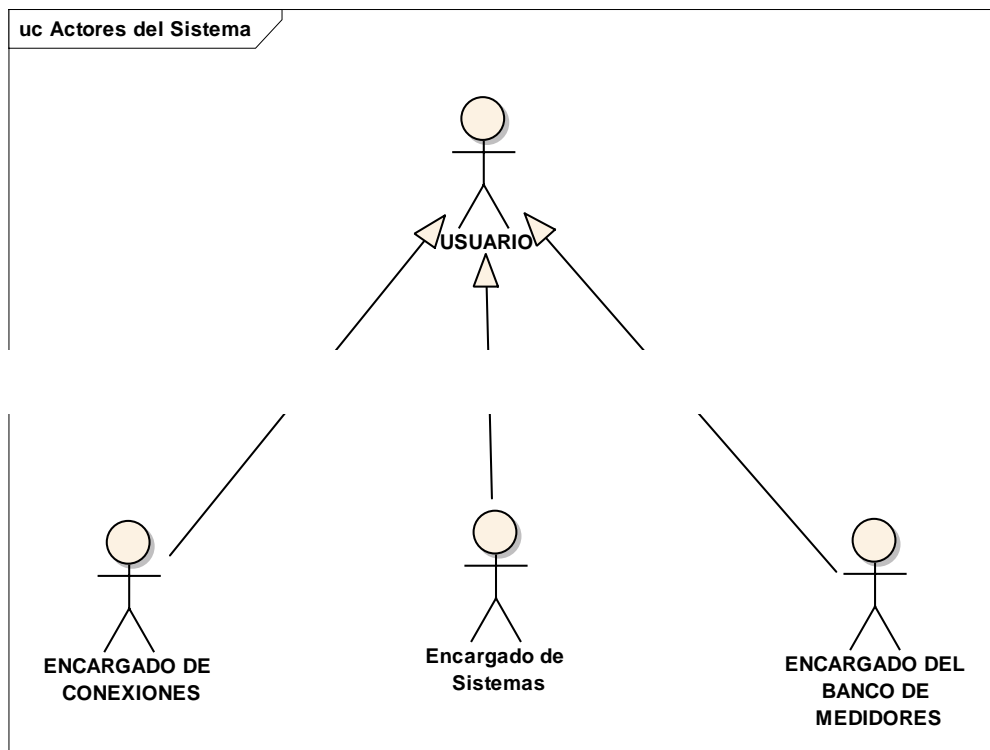 uc Actores del Sistema
USUARIO
ENCARGADO DE
CONEXIONES
Encargado de
Sistemas
ENCARGADO DEL
BANCO DE
MEDIDORES